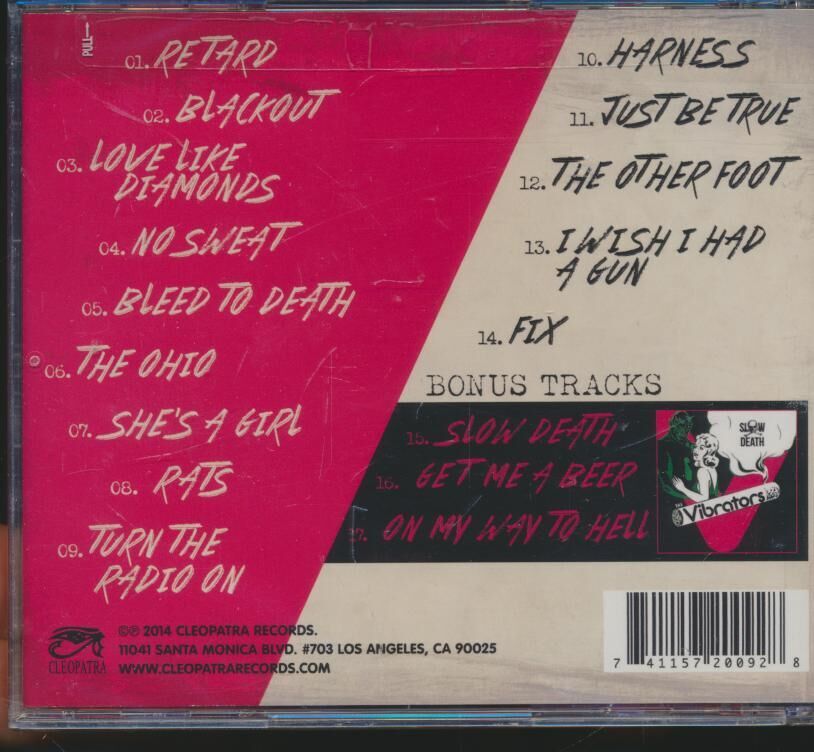 PULL→
01. RETARD
02. BLACKOUT
03. LOVE LIKE
DIAMONDS
04. NO SWEAT
05. BLEED TO DEATH
06. THE OHIO
07. SHE'S A GIRL
08. RATS
09. TURN THE
RADIO ON
10. HARNESS
11. JUST BE TRUE
12. THE OTHER FOOT
13. I WISH I HAD
A GUN
14. FIX
BONUS TRACKS
15. SLOW DEATH
16. GET ME A BEER
17. ON MY WAY TO HELL
SLOW
DEATH
THE
Vibrators
CLEOPATRA
©℗ 2014 CLEOPATRA RECORDS.
11041 SANTA MONICA BLVD. #703 LOS ANGELES, CA 90025
WWW.CLEOPATRARECORDS.COM
7 41157 20092 8